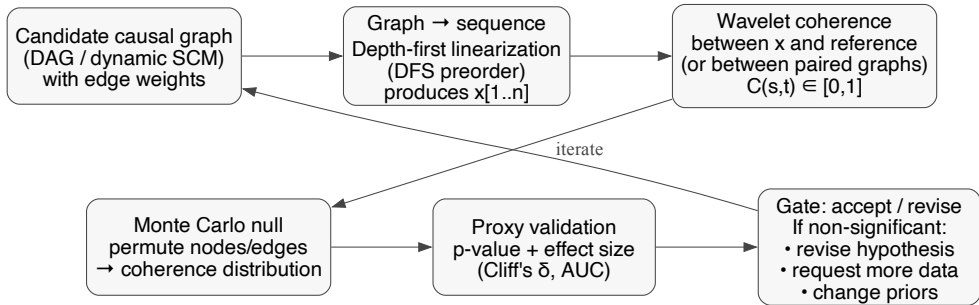 Candidate causal graph
(DAG / dynamic SCM)
with edge weights
Graph → sequence
Depth-first linearization
(DFS preorder)
produces x[1..n]
Wavelet coherence
between x and reference
(or between paired graphs)
C(s,t) ∈ [0,1]
iterate
Monte Carlo null
permute nodes/edges
→ coherence distribution
Proxy validation
p-value + effect size
(Cliff's δ, AUC)
Gate: accept / revise
If non-significant:
• revise hypothesis
• request more data
• change priors